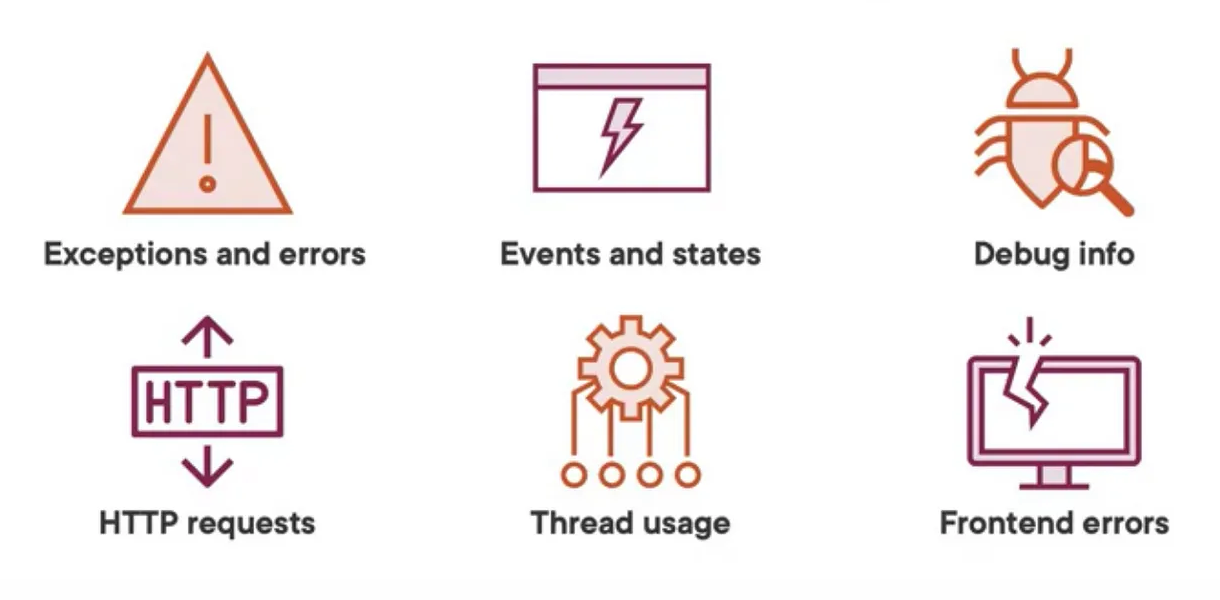 Exceptions and errors
Events and states
Debug info
HTTP
HTTP requests
Thread usage
Frontend errors